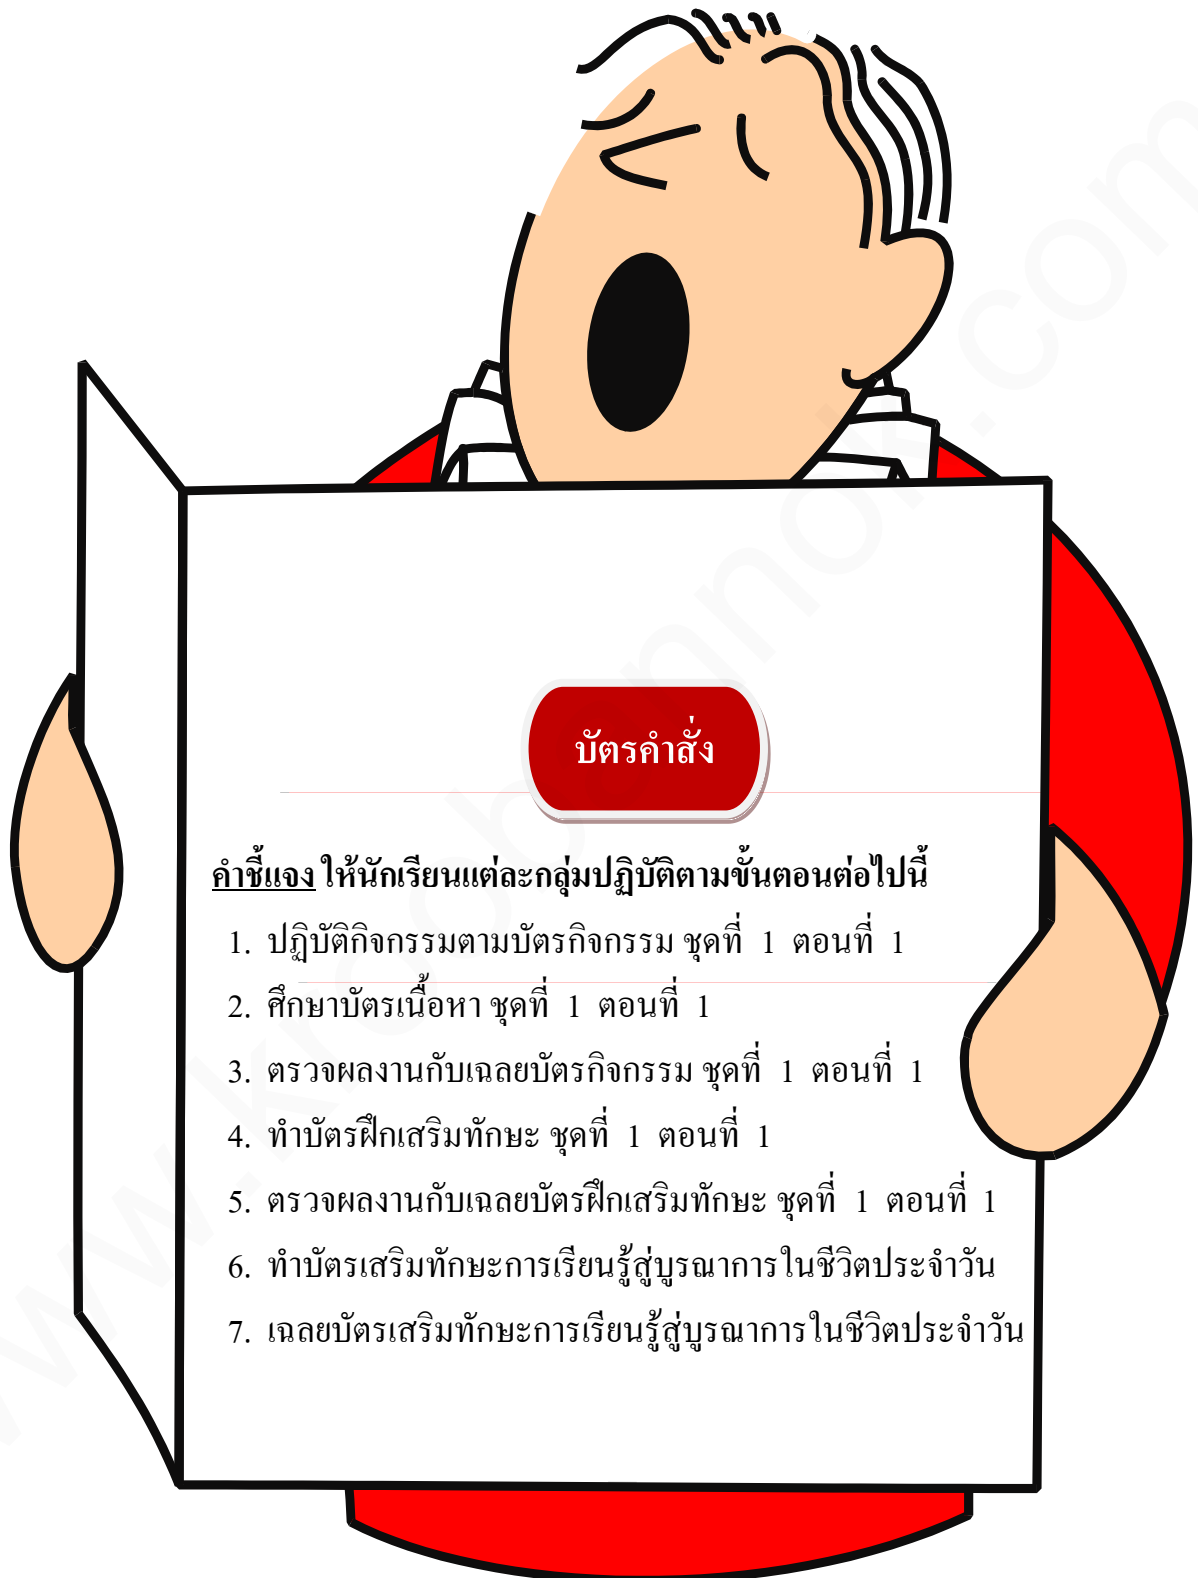 บัตรคำสั่ง
คำชี้แจง ให้นักเรียนแต่ละกลุ่มปฏิบัติตามขั้นตอนต่อไปนี้
1. ปฏิบัติกิจกรรมตามบัตรกิจกรรม ชุดที่ 1 ตอนที่ 1
2. ศึกษาบัตรเนื้อหา ชุดที่ 1 ตอนที่ 1
3. ตรวจผลงานกับเฉลยบัตรกิจกรรม ชุดที่ 1 ตอนที่ 1
4. ทำบัตรฝึกเสริมทักษะ ชุดที่ 1 ตอนที่ 1
5. ตรวจผลงานกับเฉลยบัตรฝึกเสริมทักษะ ชุดที่ 1 ตอนที่ 1
6. ทำบัตรเสริมทักษะการเรียนรู้สู่บูรณาการในชีวิตประจำวัน
7. เฉลยบัตรเสริมทักษะการเรียนรู้สู่บูรณาการในชีวิตประจำวัน
www.kroobannok.com